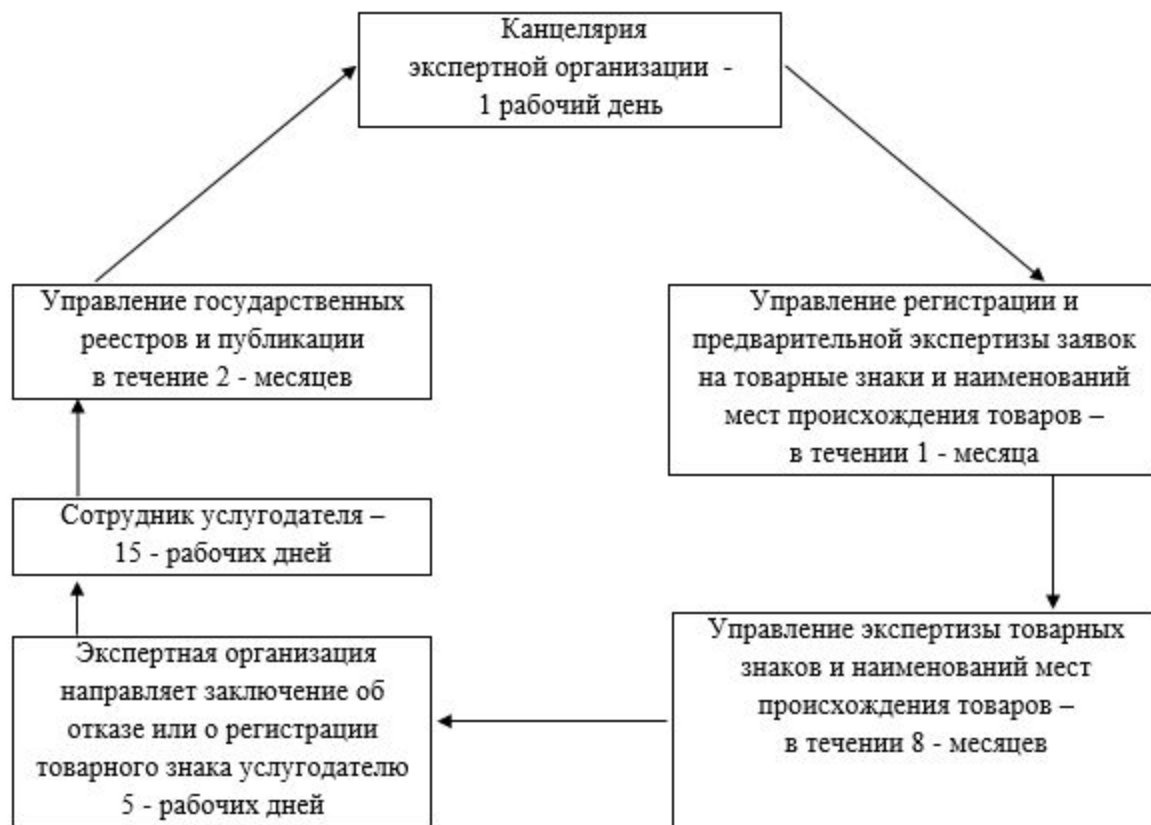 Канцелярия
экспертной организации -
1 рабочий день
Управление государственных
реестров и публикации
в течение 2 - месяцев
Управление регистрации и
предварительной экспертизы заявок
на товарные знаки и наименований
мест происхождения товаров –
в течении 1 - месяца
Сотрудник услугодателя –
15 - рабочих дней
Экспертная организация
направляет заключение об
отказе или о регистрации
товарного знака услугодателю
5 - рабочих дней
Управление экспертизы товарных
знаков и наименований мест
происхождения товаров –
в течении 8 - месяцев